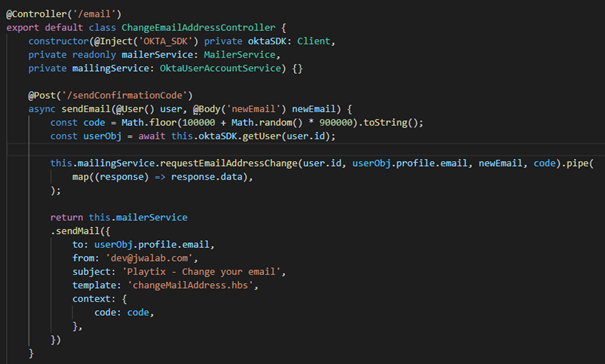 @Controller('/email')
export default class ChangeEmailAddressController {
    constructor(@Inject('OKTA_SDK') private oktaSDK: Client,
    private readonly mailerService: MailerService,
    private mailingService: OktaUserAccountService) {}

    @Post('/sendConfirmationCode')
    async sendEmail(@User() user, @Body('newEmail') newEmail) {
        const code = Math.floor(100000 + Math.random() * 900000).toString();
        const userObj = await this.oktaSDK.getUser(user.id);

        this.mailingService.requestEmailAddressChange(user.id, userObj.profile.email, newEmail, code).pipe(
            map((response) => response.data),
        );

        return this.mailerService
        .sendMail({
            to: userObj.profile.email,
            from: 'dev@jwalab.com',
            subject: 'Playtix - Change your email',
            template: 'changeMailAddress.hbs',
            context: {
                code: code,
            },
        })
    }